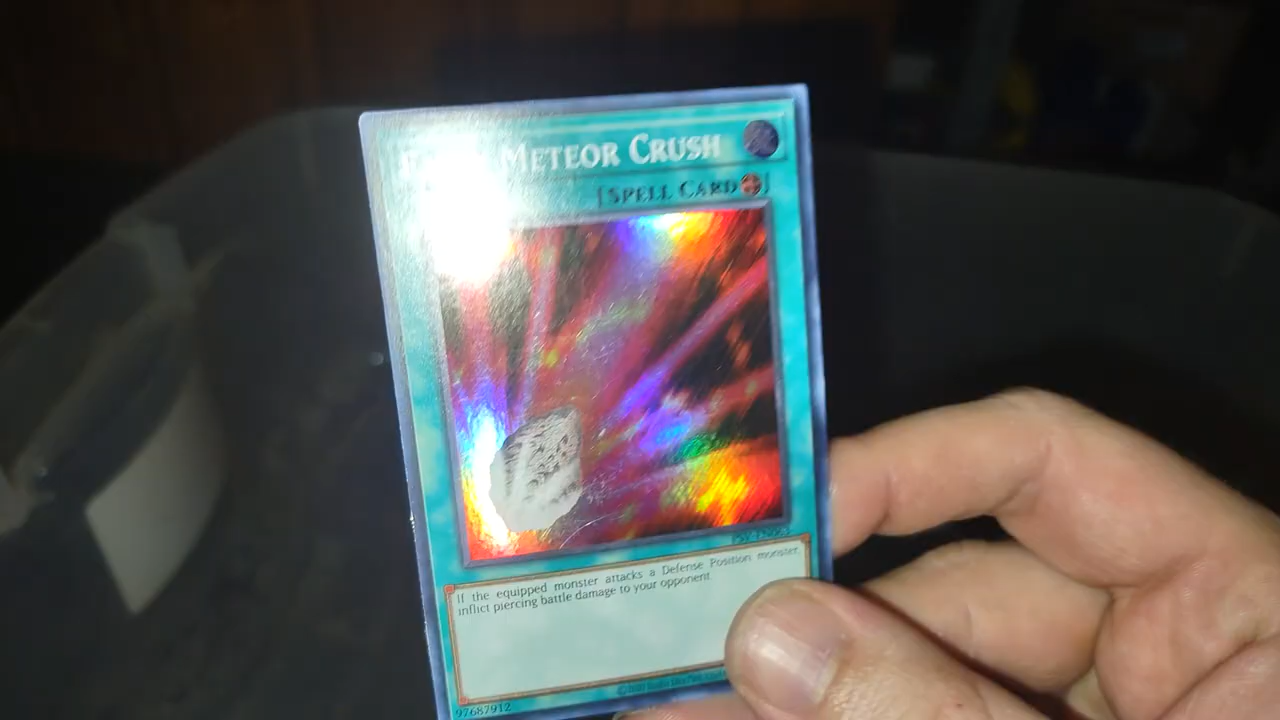 METEOR CRUSH
[SPELL CARD]
If the equipped monster attacks a Defense Position monster,
inflict piercing battle damage to your opponent.
97687912